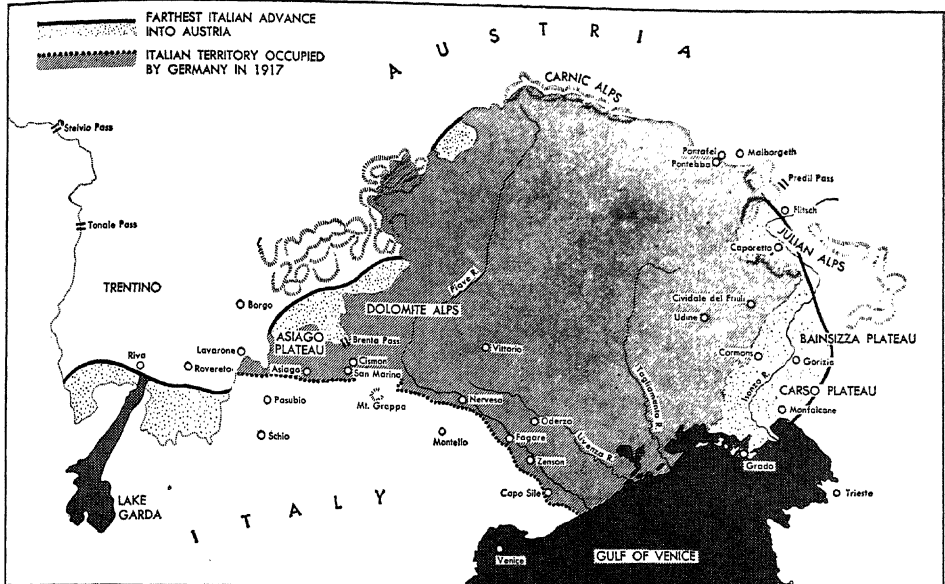 FARTHEST ITALIAN ADVANCE
INTO AUSTRIA
ITALIAN TERRITORY OCCUPIED
BY GERMANY IN 1917
AUSTRIA
CARNIC ALPS
Stelvio Pass
Pontafel
Malborgeth
Pontebba
Predil Pass
Flitsch
Tonale Pass
JULIAN ALPS
Caporetto
TRENTINO
Piave R.
Borgo
DOLOMITE ALPS
Cividale del Friuli
Udine
ASIAGO
PLATEAU
Brenta Pass
BAINSIZZA PLATEAU
Lavarone
Vittorio
Cormons
Riva
Cismon
Gorizia
Rovereto
Asiago
San Marino
Tagliamento R.
Isonzo R.
CARSO PLATEAU
Pasubio
Mt. Grappa
Nervesa
Monfalcone
Oderzo
Schio
Montello
Fagare
Livenza R.
Zenson
Grado
LAKE
GARDA
Capo Sile
Trieste
ITALY
Venice
GULF OF VENICE